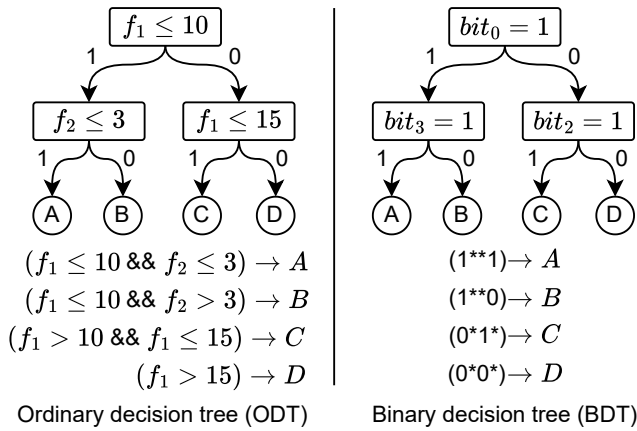 f₁ ≤ 10
1
0
f₂ ≤ 3
f₁ ≤ 15
1
0
1
0
A
B
C
D
(f₁ ≤ 10 && f₂ ≤ 3) → A
(f₁ ≤ 10 && f₂ > 3) → B
(f₁ > 10 && f₁ ≤ 15) → C
(f₁ > 15) → D
Ordinary decision tree (ODT)
bit₀ = 1
1
0
bit₃ = 1
bit₂ = 1
1
0
1
0
A
B
C
D
(1**1)→ A
(1**0)→ B
(0*1*)→ C
(0*0*)→ D
Binary decision tree (BDT)